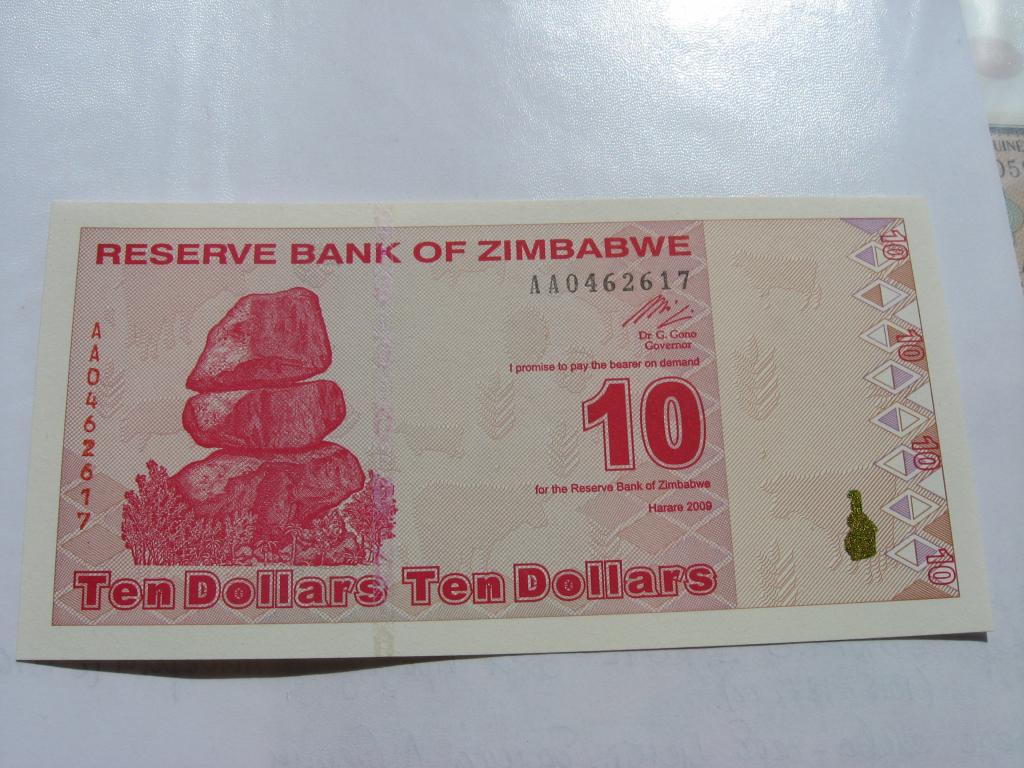 RESERVE BANK OF ZIMBABWE
AA0462617
Dr G. Gono
Governor
I promise to pay the bearer on demand
10
for the Reserve Bank of Zimbabwe
Harare 2009
AA0462617
Ten Dollars Ten Dollars
10
10
10
10